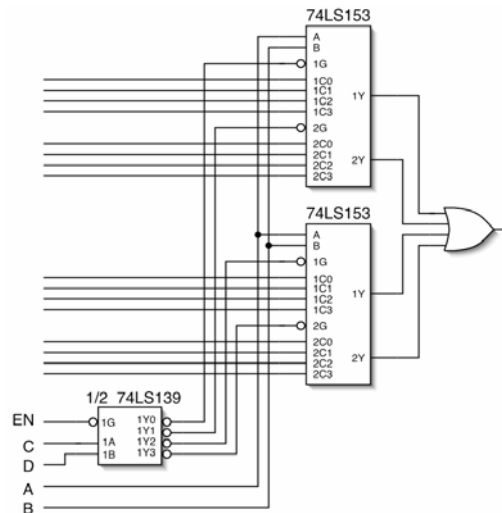 74LS153
A
B
1G
1C0
1C1
1C2
1C3
1Y
2G
2C0
2C1
2C2
2C3
2Y
74LS153
A
B
1G
1C0
1C1
1C2
1C3
1Y
2G
2C0
2C1
2C2
2C3
2Y
1/2 74LS139
EN
1G
1Y0
1Y1
C
1A
1Y2
D
1B
1Y3
A
B